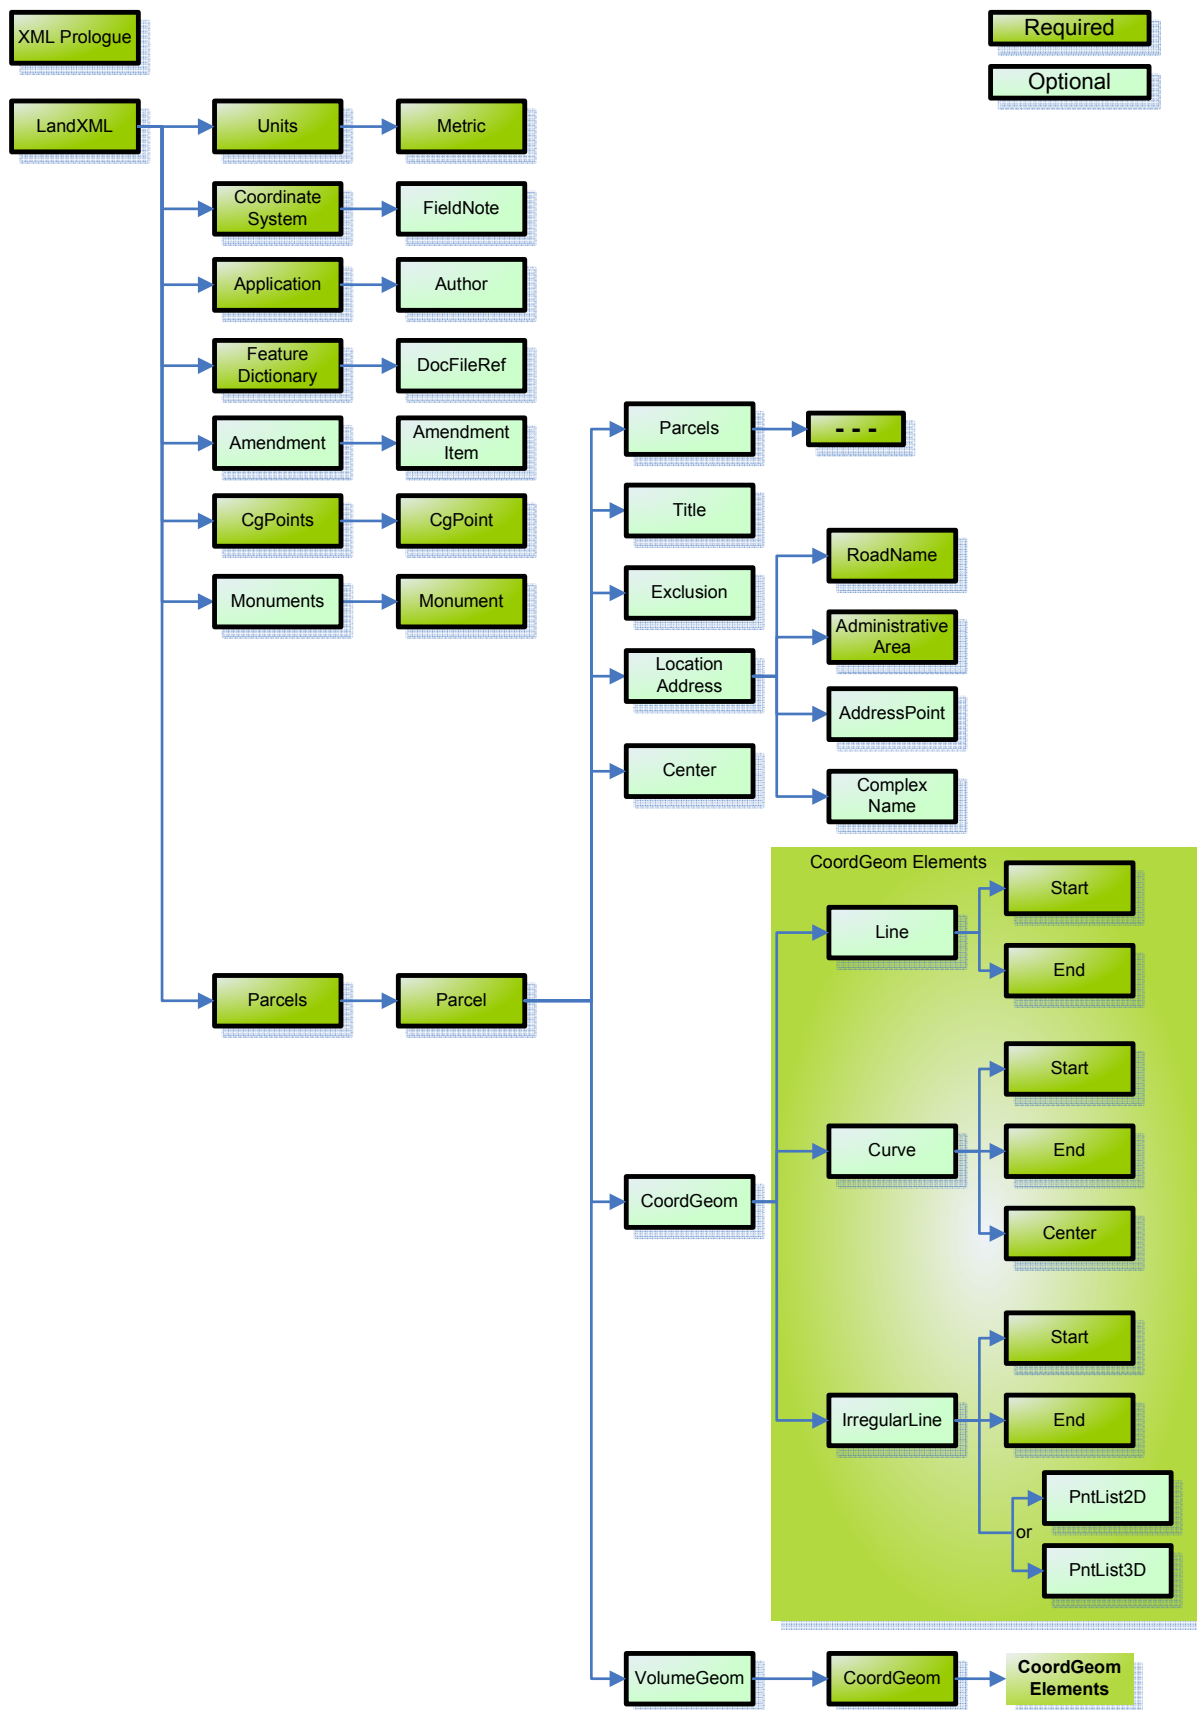 XML Prologue
Required
Optional
LandXML
Units
Metric
Coordinate
System
FieldNote
Application
Author
Feature
Dictionary
DocFileRef
Amendment
Amendment
Item
CgPoints
CgPoint
Monuments
Monument
Parcels
Parcel
Parcels
- - -
Title
Exclusion
Location
Address
RoadName
Administrative
Area
AddressPoint
Complex
Name
Center
CoordGeom
CoordGeom Elements
Line
Start
End
Curve
Start
End
Center
IrregularLine
Start
End
PntList2D
or
PntList3D
VolumeGeom
CoordGeom
CoordGeom
Elements